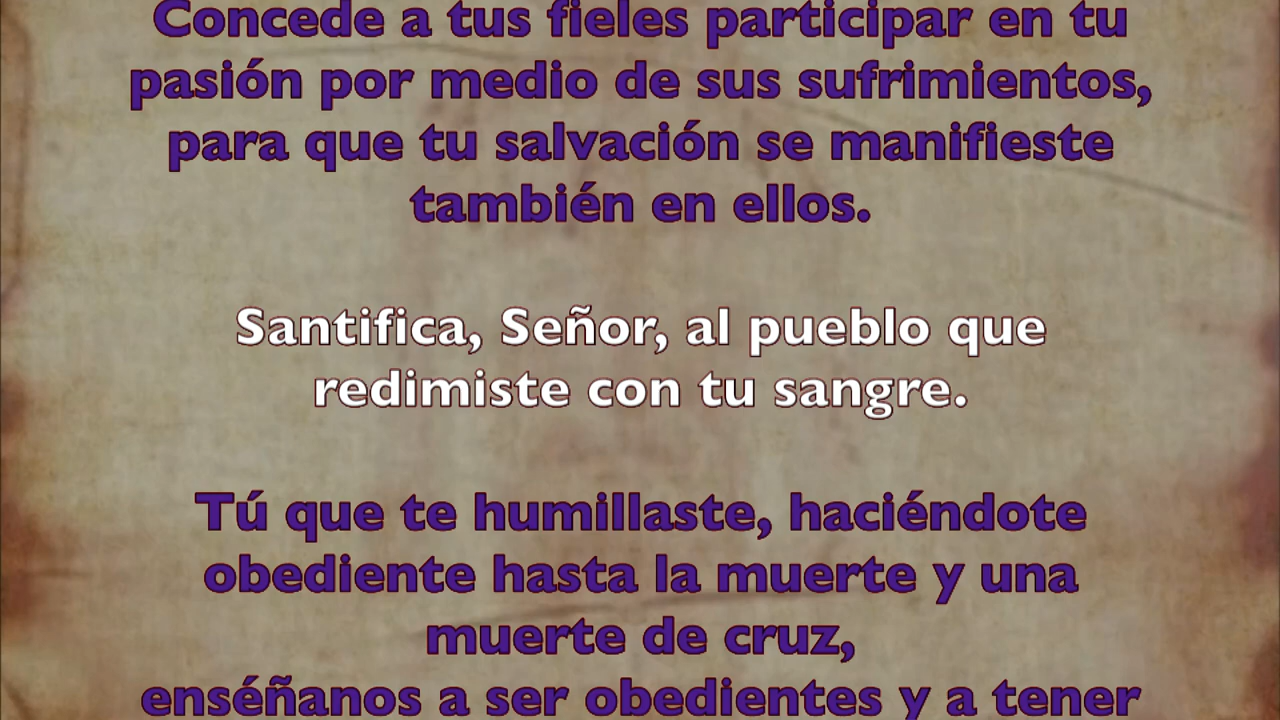 Concede a tus fieles participar en tu
pasión por medio de sus sufrimientos,
para que tu salvación se manifieste
también en ellos.
Santifica, Señor, al pueblo que
redimiste con tu sangre.
Tú que te humillaste, haciéndote
obediente hasta la muerte y una
muerte de cruz,
enséñanos a ser obedientes y a tener